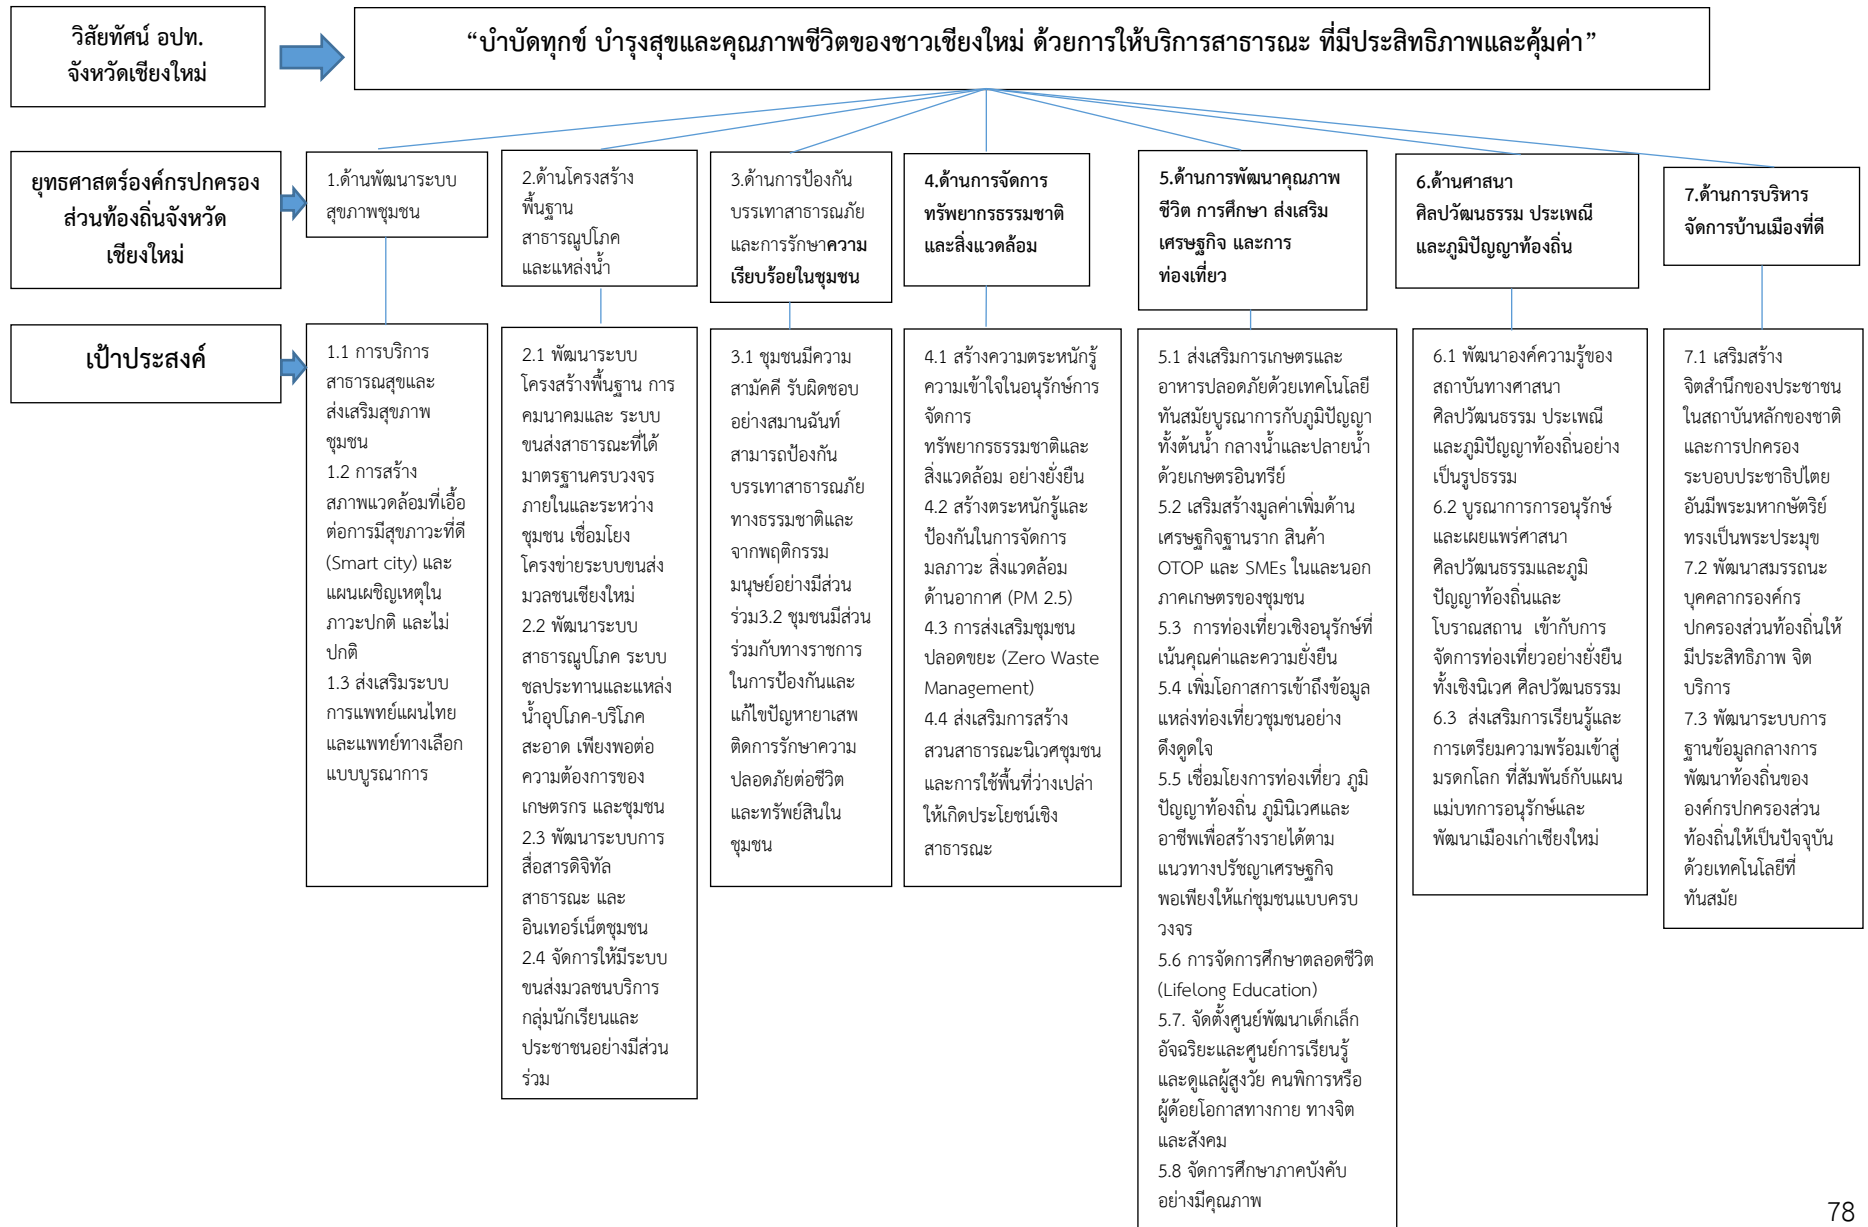 วิสัยทัศน์ อปท.
จังหวัดเชียงใหม่
“บำบัดทุกข์ บำรุงสุขและคุณภาพชีวิตของชาวเชียงใหม่ ด้วยการให้บริการสาธารณะ ที่มีประสิทธิภาพและคุ้มค่า”
ยุทธศาสตร์องค์กรปกครอง
ส่วนท้องถิ่นจังหวัด
เชียงใหม่
1.ด้านพัฒนาระบบ
สุขภาพชุมชน
2.ด้านโครงสร้าง
พื้นฐาน
สาธารณูปโภค
และแหล่งน้ำ
3.ด้านการป้องกัน
บรรเทาสาธารณภัย
และการรักษาความ
เรียบร้อยในชุมชน
4.ด้านการจัดการ
ทรัพยากรธรรมชาติ
และสิ่งแวดล้อม
5.ด้านการพัฒนาคุณภาพ
ชีวิต การศึกษา ส่งเสริม
เศรษฐกิจ และการ
ท่องเที่ยว
6.ด้านศาสนา
ศิลปวัฒนธรรม ประเพณี
และภูมิปัญญาท้องถิ่น
7.ด้านการบริหาร
จัดการบ้านเมืองที่ดี
เป้าประสงค์
1.1 การบริการ
สาธารณสุขและ
ส่งเสริมสุขภาพ
ชุมชน
1.2 การสร้าง
สภาพแวดล้อมที่เอื้อ
ต่อการมีสุขภาวะที่ดี
(Smart city) และ
แผนเผชิญเหตุใน
ภาวะปกติ และไม่
ปกติ
1.3 ส่งเสริมระบบ
การแพทย์แผนไทย
และแพทย์ทางเลือก
แบบบูรณาการ
2.1 พัฒนาระบบ
โครงสร้างพื้นฐาน การ
คมนาคมและ ระบบ
ขนส่งสาธารณะที่ได้
มาตรฐานครบวงจร
ภายในและระหว่าง
ชุมชน เชื่อมโยง
โครงข่ายระบบขนส่ง
มวลชนเชียงใหม่
2.2 พัฒนาระบบ
สาธารณูปโภค ระบบ
ชลประทานและแหล่ง
น้ำอุปโภค-บริโภค
สะอาด เพียงพอต่อ
ความต้องการของ
เกษตรกร และชุมชน
2.3 พัฒนาระบบการ
สื่อสารดิจิทัล
สาธารณะ และ
อินเทอร์เน็ตชุมชน
2.4 จัดการให้มีระบบ
ขนส่งมวลชนบริการ
กลุ่มนักเรียนและ
ประชาชนอย่างมีส่วน
ร่วม
3.1 ชุมชนมีความ
สามัคคี รับผิดชอบ
อย่างสมานฉันท์
สามารถป้องกัน
บรรเทาสาธารณภัย
ทางธรรมชาติและ
จากพฤติกรรม
มนุษย์อย่างมีส่วน
ร่วม3.2 ชุมชนมีส่วน
ร่วมกับทางราชการ
ในการป้องกันและ
แก้ไขปัญหายาเสพ
ติดการรักษาความ
ปลอดภัยต่อชีวิต
และทรัพย์สินใน
ชุมชน
4.1 สร้างความตระหนักรู้
ความเข้าใจในอนุรักษ์การ
จัดการ
ทรัพยากรธรรมชาติและ
สิ่งแวดล้อม อย่างยั่งยืน
4.2 สร้างตระหนักรู้และ
ป้องกันในการจัดการ
มลภาวะ สิ่งแวดล้อม
ด้านอากาศ (PM 2.5)
4.3 การส่งเสริมชุมชน
ปลอดขยะ (Zero Waste
Management)
4.4 ส่งเสริมการสร้าง
สวนสาธารณะนิเวศชุมชน
และการใช้พื้นที่ว่างเปล่า
ให้เกิดประโยชน์เชิง
สาธารณะ
5.1 ส่งเสริมการเกษตรและ
อาหารปลอดภัยด้วยเทคโนโลยี
ทันสมัยบูรณาการกับภูมิปัญญา
ทั้งต้นน้ำ กลางน้ำและปลายน้ำ
ด้วยเกษตรอินทรีย์
5.2 เสริมสร้างมูลค่าเพิ่มด้าน
เศรษฐกิจฐานราก สินค้า
OTOP และ SMEs ในและนอก
ภาคเกษตรของชุมชน
5.3 การท่องเที่ยวเชิงอนุรักษ์ที่
เน้นคุณค่าและความยั่งยืน
5.4 เพิ่มโอกาสการเข้าถึงข้อมูล
แหล่งท่องเที่ยวชุมชนอย่าง
ดึงดูดใจ
5.5 เชื่อมโยงการท่องเที่ยว ภูมิ
ปัญญาท้องถิ่น ภูมินิเวศและ
อาชีพเพื่อสร้างรายได้ตาม
แนวทางปรัชญาเศรษฐกิจ
พอเพียงให้แก่ชุมชนแบบครบ
วงจร
5.6 การจัดการศึกษาตลอดชีวิต
(Lifelong Education)
5.7. จัดตั้งศูนย์พัฒนาเด็กเล็ก
อัจฉริยะและศูนย์การเรียนรู้
และดูแลผู้สูงวัย คนพิการหรือ
ผู้ด้อยโอกาสทางกาย ทางจิต
และสังคม
5.8 จัดการศึกษาภาคบังคับ
อย่างมีคุณภาพ
6.1 พัฒนาองค์ความรู้ของ
สถาบันทางศาสนา
ศิลปวัฒนธรรม ประเพณี
และภูมิปัญญาท้องถิ่นอย่าง
เป็นรูปธรรม
6.2 บูรณาการการอนุรักษ์
และเผยแพร่ศาสนา
ศิลปวัฒนธรรมและภูมิ
ปัญญาท้องถิ่นและ
โบราณสถาน เข้ากับการ
จัดการท่องเที่ยวอย่างยั่งยืน
ทั้งเชิงนิเวศ ศิลปวัฒนธรรม
6.3 ส่งเสริมการเรียนรู้และ
การเตรียมความพร้อมเข้าสู่
มรดกโลก ที่สัมพันธ์กับแผน
แม่บทการอนุรักษ์และ
พัฒนาเมืองเก่าเชียงใหม่
7.1 เสริมสร้าง
จิตสำนึกของประชาชน
ในสถาบันหลักของชาติ
และการปกครอง
ระบอบประชาธิปไตย
อันมีพระมหากษัตริย์
ทรงเป็นพระประมุข
7.2 พัฒนาสมรรถนะ
บุคคลากรองค์กร
ปกครองส่วนท้องถิ่นให้
มีประสิทธิภาพ จิต
บริการ
7.3 พัฒนาระบบการ
ฐานข้อมูลกลางการ
พัฒนาท้องถิ่นของ
องค์กรปกครองส่วน
ท้องถิ่นให้เป็นปัจจุบัน
ด้วยเทคโนโลยีที่
ทันสมัย
78